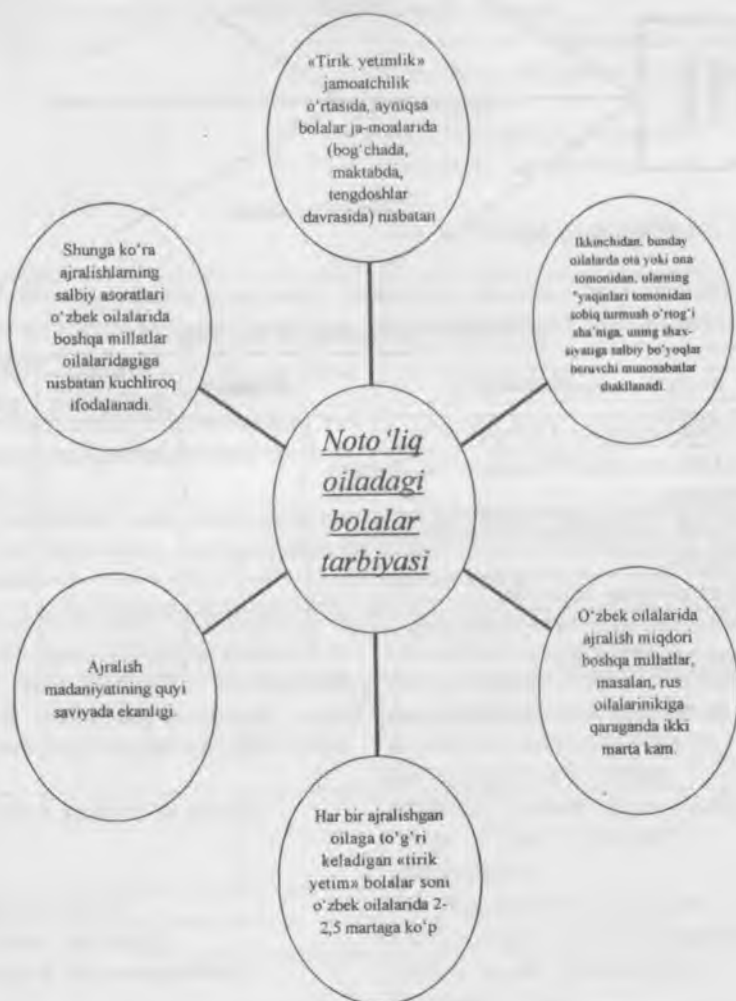 «Tirik yetimlik»
jamoatchilik
o‘rtasida, ayniqsa
bolalar ja-moalarida
(bog‘chada,
maktabda,
tengdoshlar
davrasida) nisbatan
Ikkinchidan, bunday
oilalarda ota yoki ona
tomonidan, ularning
"yaqinlari tomonidan
sobiq turmush o‘rtog‘i
sha’niga, uning shax-
siyatiga salbiy bo‘yoqlar
beruvchi munosabatlar
shakllanadi.
O‘zbek oilalarida
ajralish miqdori
boshqa millatlar,
masalan, rus
oilalarinikiga
qaraganda ikki
marta kam.
Har bir ajralishgan
oilaga to‘g‘ri
keladigan «tirik
yetim» bolalar soni
o‘zbek oilalarida 2-
2,5 martaga ko‘p
Ajralish
madaniyatining quyi
saviyada ekanligi.
Shunga ko‘ra
ajralishlarning
salbiy asoratlari
o‘zbek oilalarida
boshqa millatlar
oilalaridagiga
nisbatan kuchliroq
ifodalanadi.
Noto‘liq
oiladagi
bolalar
tarbiyasi